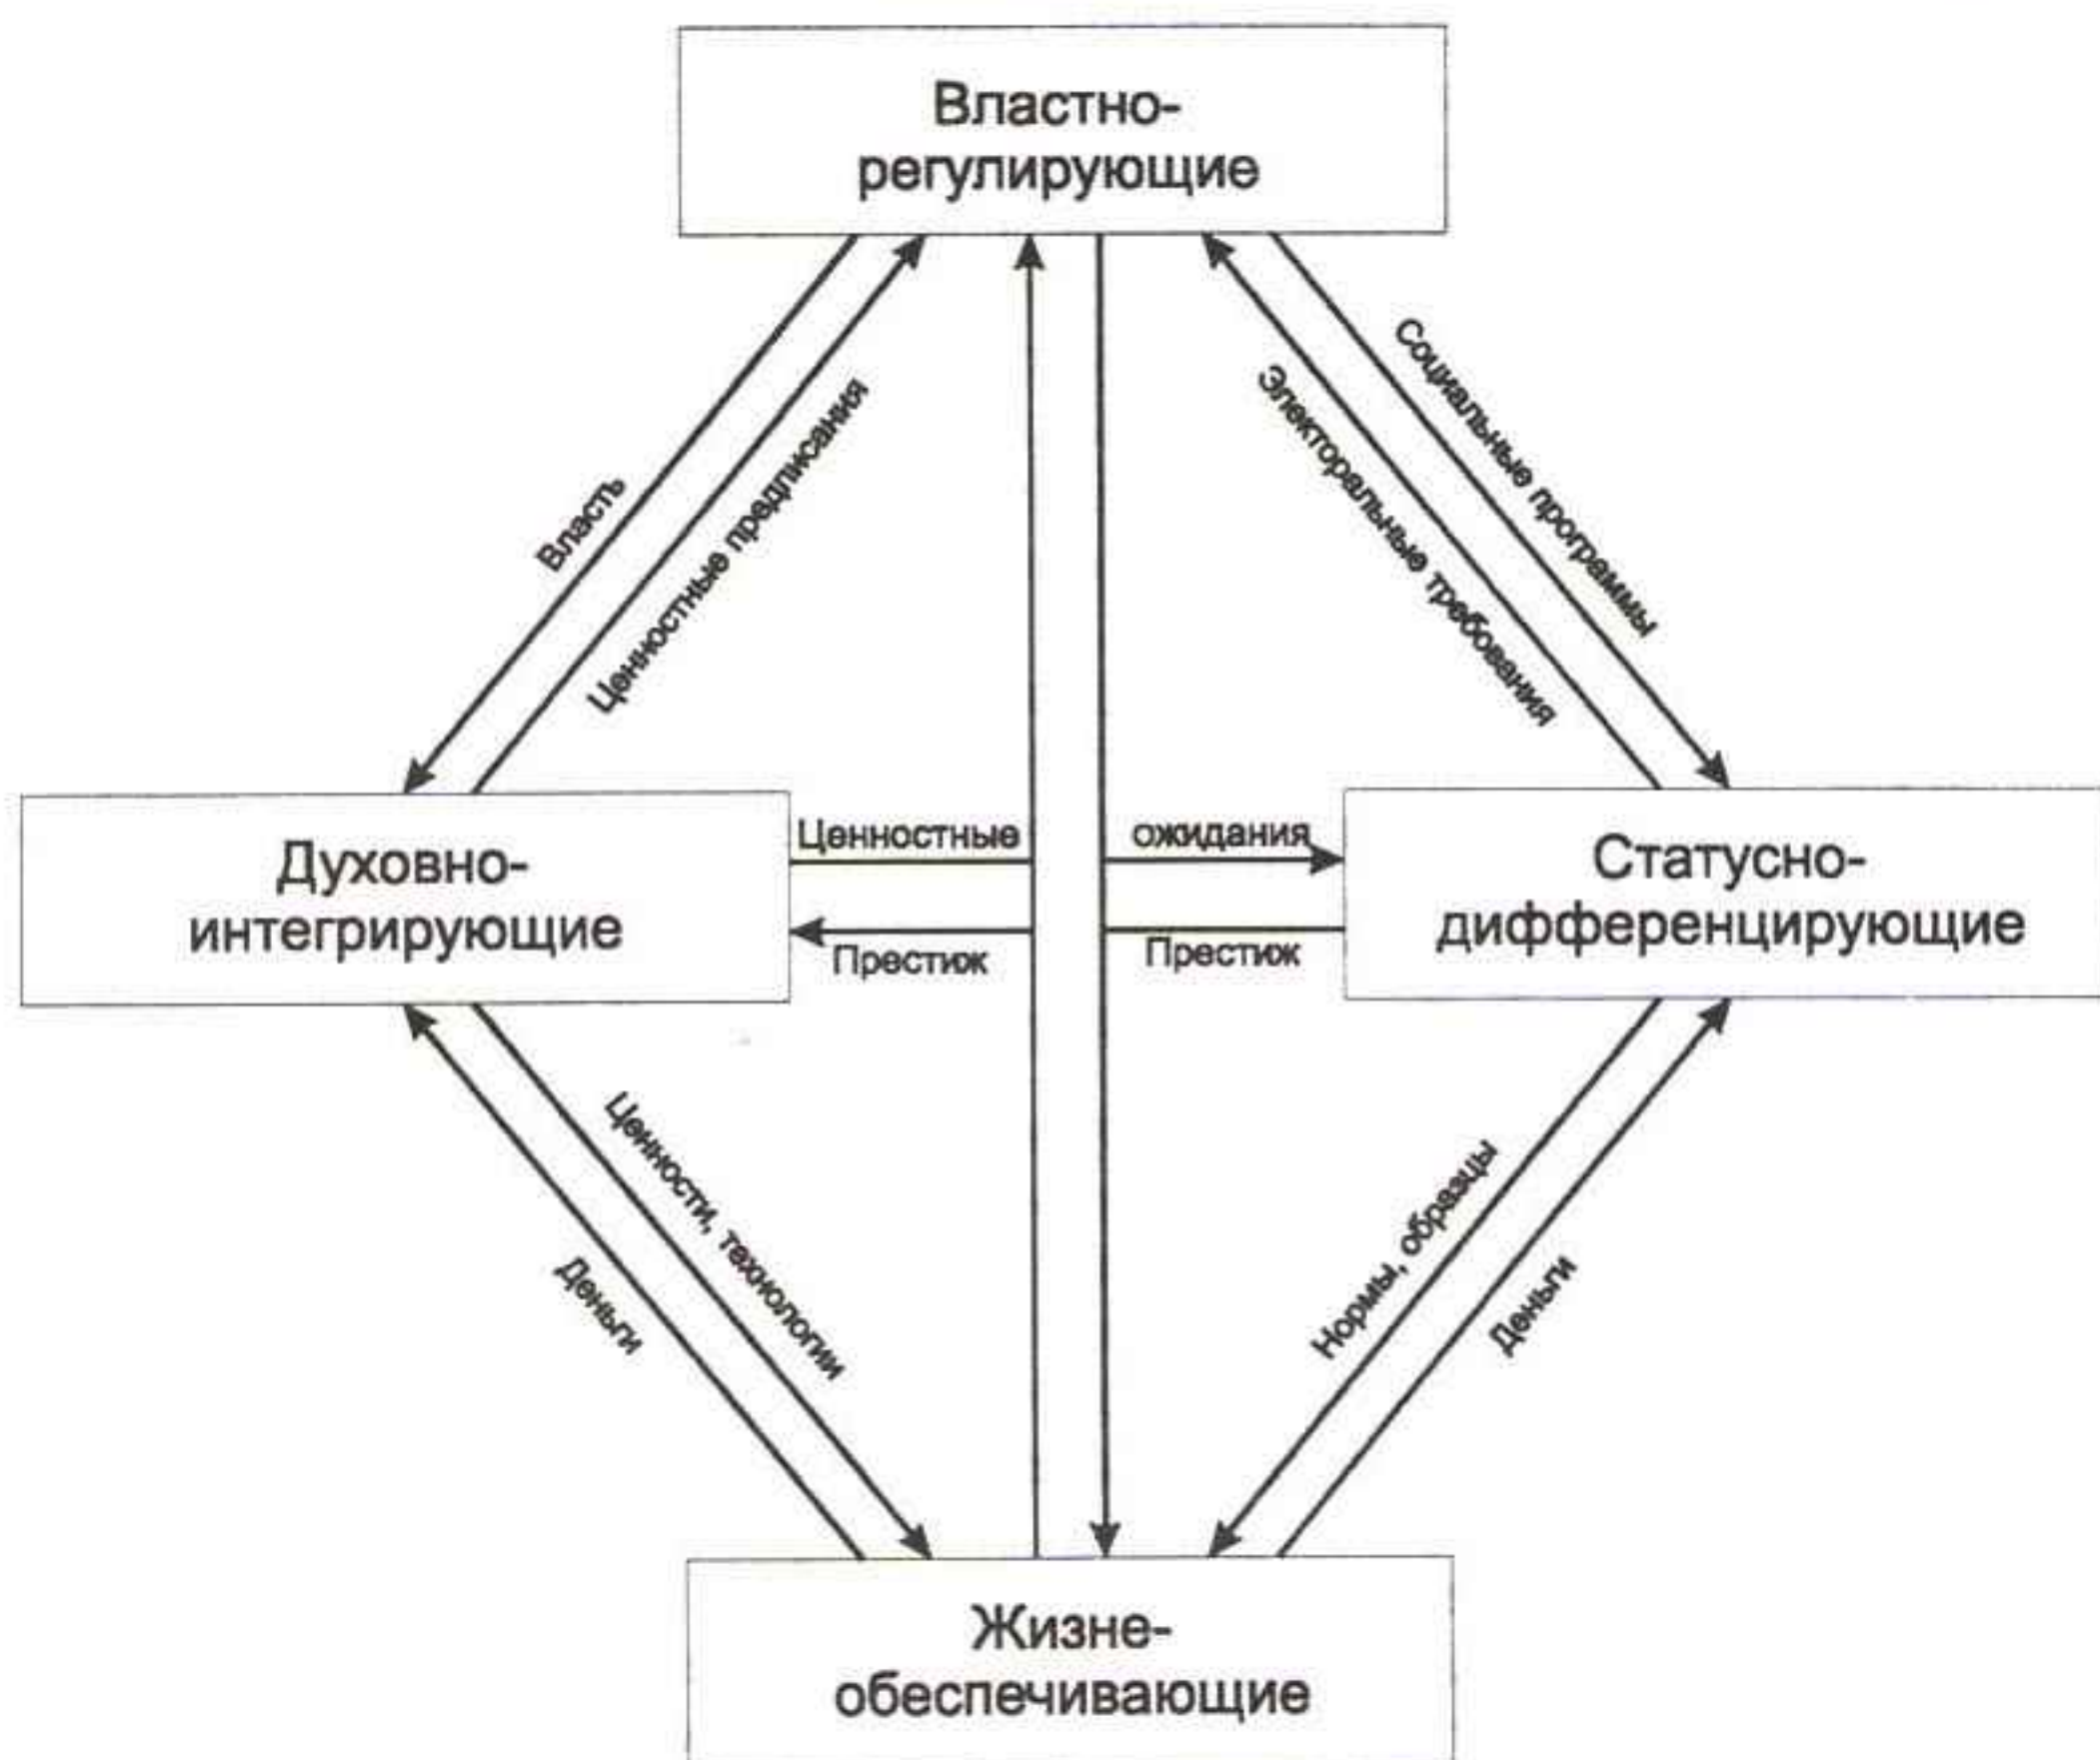 Властно-
регулирующие
Социальные программы
Электоральные требования
Власть
Ценностные предписания
Ценностные
ожидания
Духовно-
интегрирующие
Статусно-
дифференцирующие
Престиж
Престиж
Ценности, технологии
Деньги
Нормы, образцы
Деньги
Жизне-
обеспечивающие